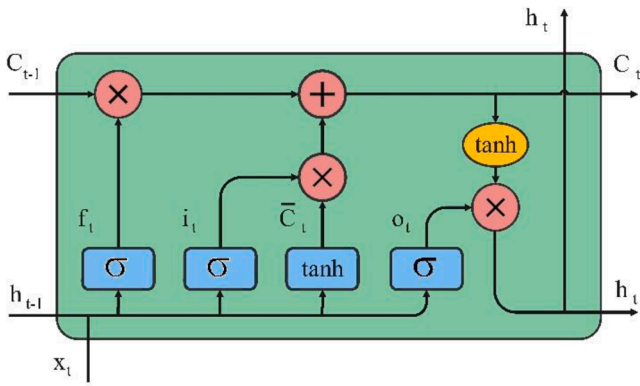 h t
C t-1
C t
× +
tanh
×
×
f t
i t
C̅ t
o t
σ σ tanh σ
h t-1
h t
x t